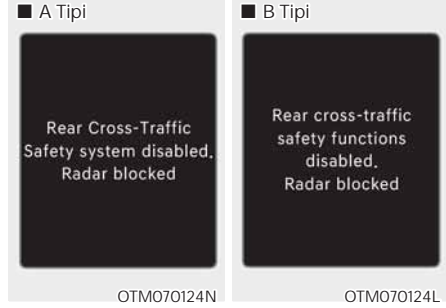 ■ A Tipi
Rear Cross-Traffic
Safety system disabled.
Radar blocked
OTM070124N
■ B Tipi
Rear cross-traffic
safety functions
disabled.
Radar blocked
OTM070124L